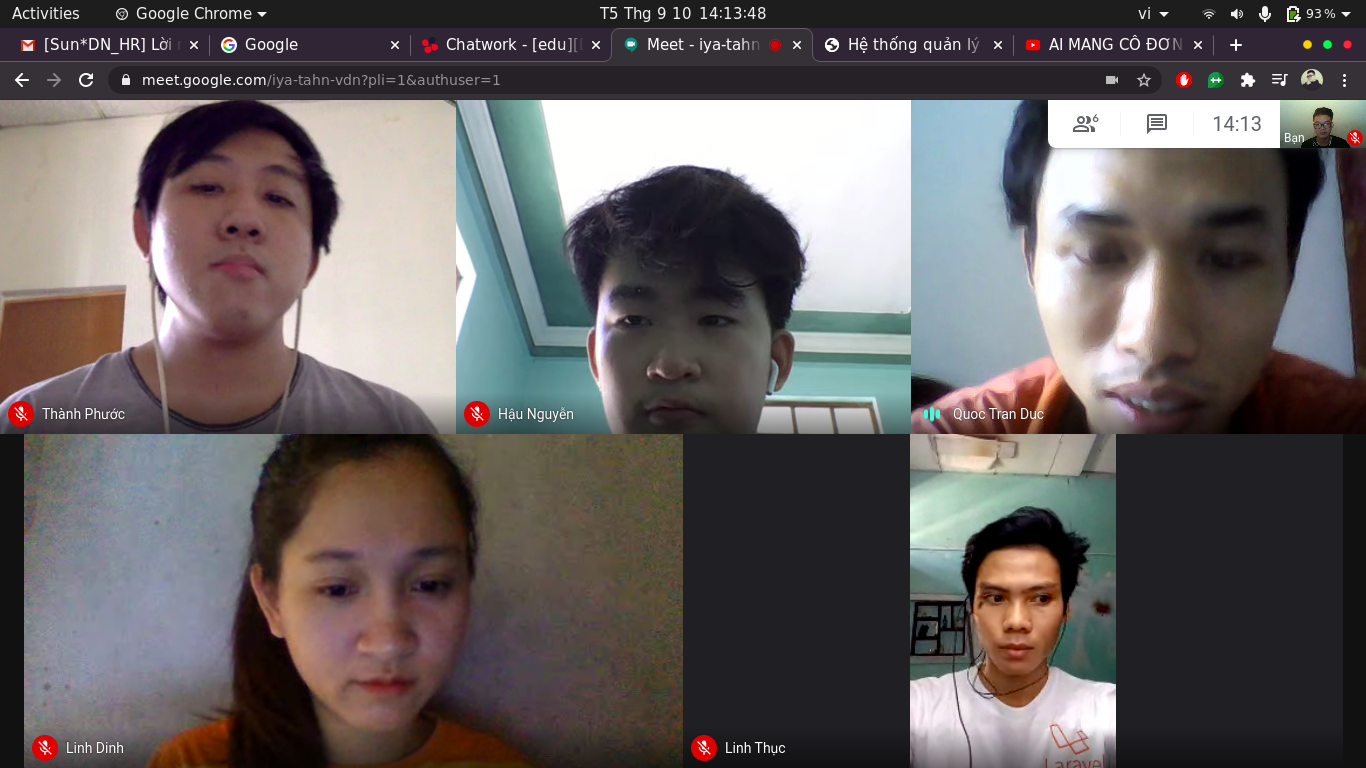 Activities
Google Chrome
T5 Thg 9 10 14:13:48
vi
93 %
[Sun*DN_HR] Lời
Google
Chatwork - [edu][
Meet - iya-tahn
Hệ thống quản lý
AI MANG CÔ ĐƠN
meet.google.com/iya-tahn-vdn?pli=1&authuser=1
6
14:13
Bạn
Thành Phước
Hậu Nguyễn
Quoc Tran Duc
Linh Dinh
Linh Thục
Laravel